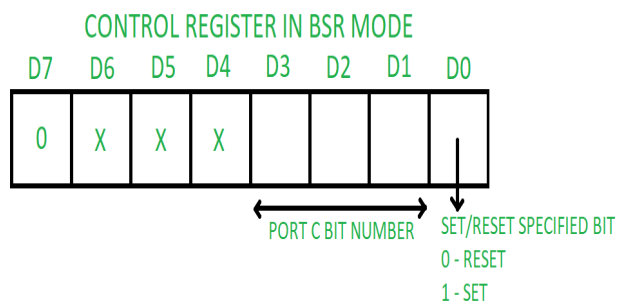 CONTROL REGISTER IN BSR MODE
D7 D6 D5 D4 D3 D2 D1 D0
0 X X X
PORT C BIT NUMBER
SET/RESET SPECIFIED BIT
0 - RESET
1 - SET